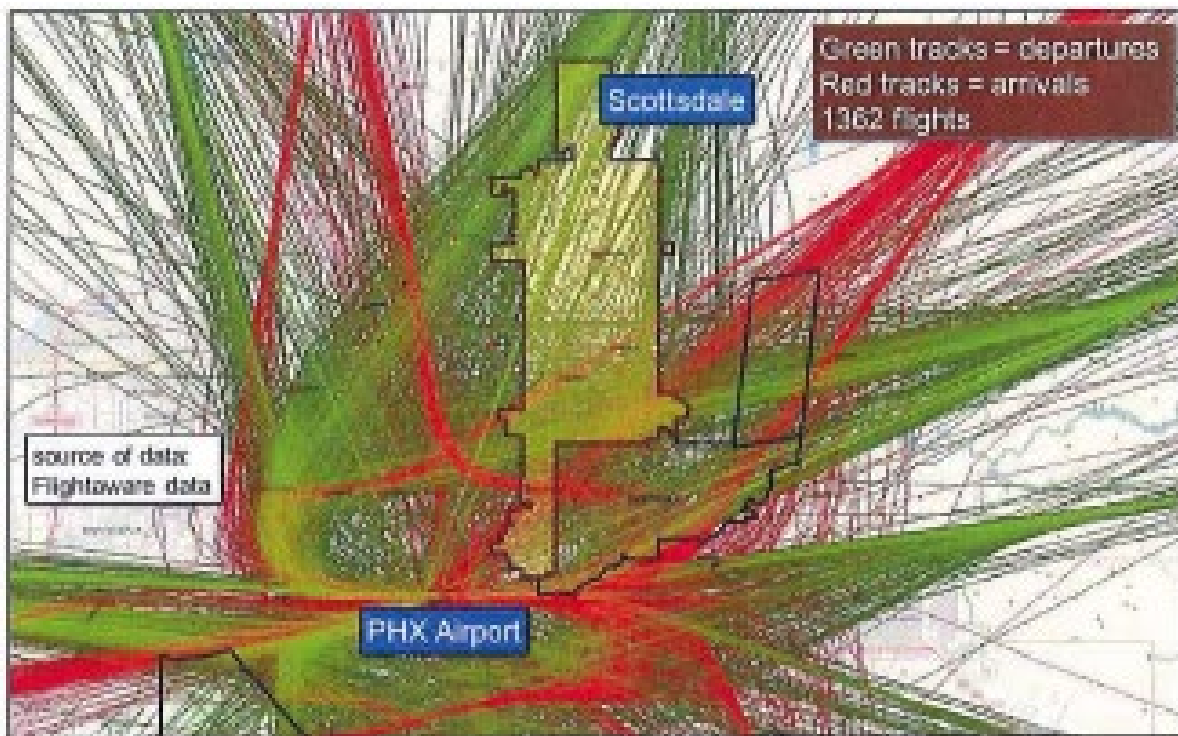 Green tracks = departures
Red tracks = arrivals
1362 flights
Scottsdale
source of data:
Flightaware data
PHX Airport